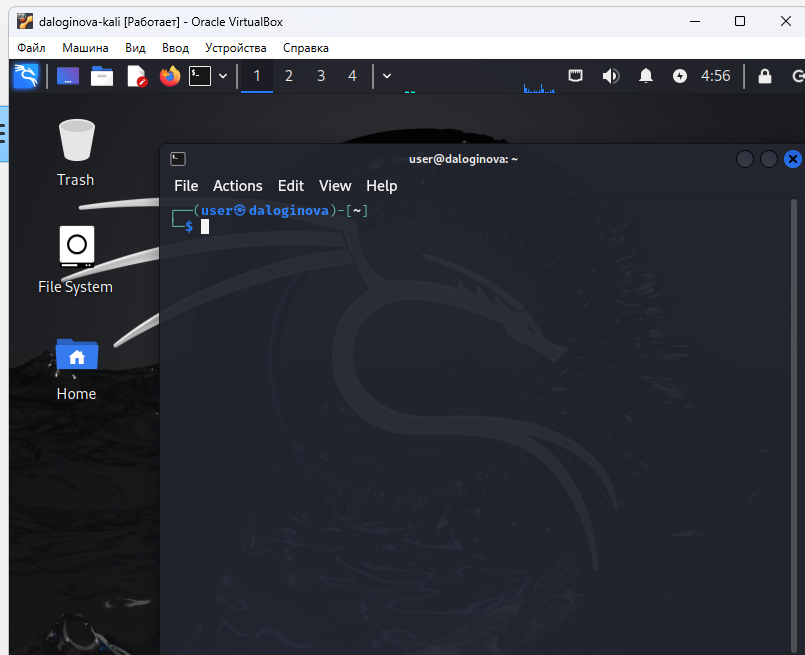 daloginova-kali [Работает] - Oracle VirtualBox
Файл Машина Вид Ввод Устройства Справка
1 2 3 4 4:56
Trash
user@daloginova: ~
File Actions Edit View Help
(user㉿daloginova)-[~]
$
File System
Home